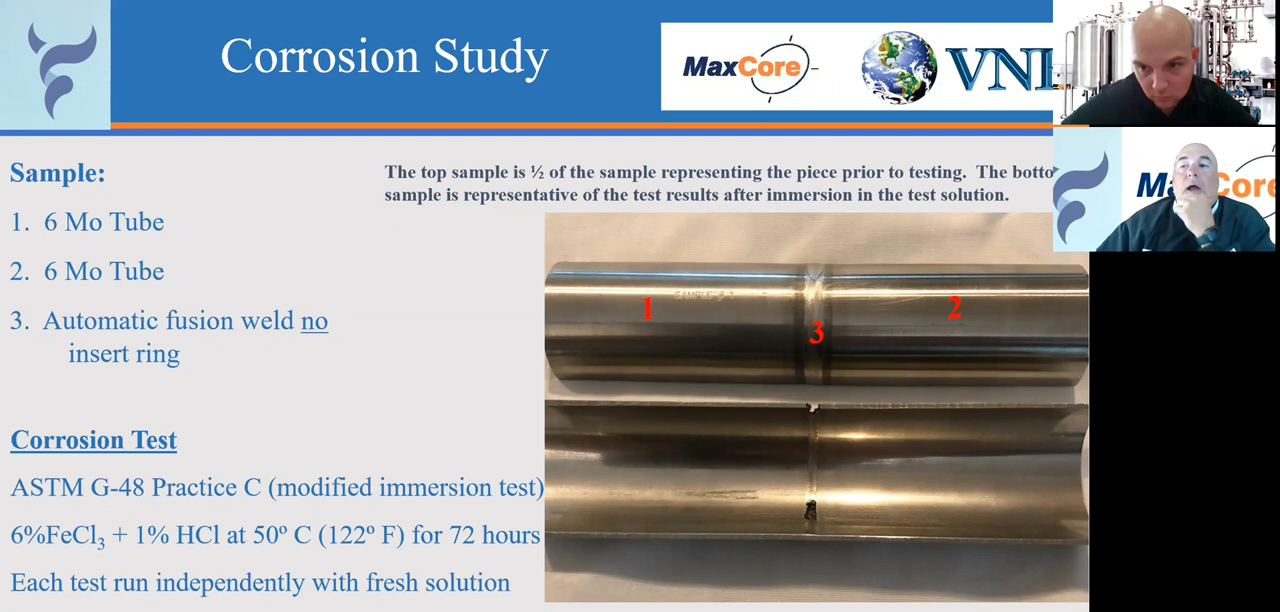 Corrosion Study
MaxCore
Sample:
1. 6 Mo Tube
2. 6 Mo Tube
3. Automatic fusion weld no
insert ring
The top sample is ½ of the sample representing the piece prior to testing. The
sample is representative of the test results after immersion in the test solution.
SAMPLE # 1
1
2
3
Corrosion Test
ASTM G-48 Practice C (modified immersion test)
6%FeCl₃ + 1% HCl at 50º C (122º F) for 72 hours
Each test run independently with fresh solution